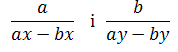 a/(ax − bx) i b/(ay − by)